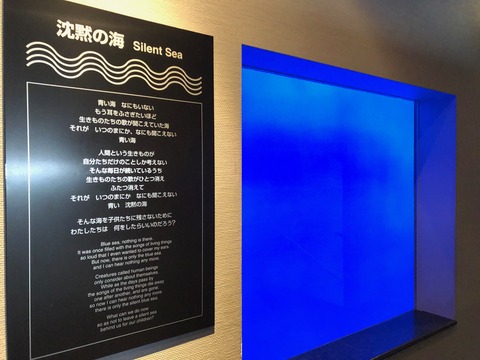 沈黙の海 Silent Sea
青い海　なにもいない
もう耳をふさぎたいほど
生きものたちの歌が聞こえていた海
それが　いつのまにか、なにも聞こえない
青い海
人間という生きものが
自分たちだけのことしか考えない
そんな毎日が続いているうち
生きものたちの歌がひとつ消え
ふたつ消えて
それが　いつのまにか　なにも聞こえない
青い　沈黙の海
そんな海を子供たちに残さないために
わたしたちは　何をしたらいいのだろう?
Blue sea, nothing is there.
It was once filled with the songs of living things
so loud that I even wanted to cover my ears.
But now, there is only the blue sea,
and I can hear nothing any more.
Creatures called human beings
only consider about themselves.
While as the days pass by
the songs of the living things die away
one after another, and are gone,
so now I can hear nothing any more,
there is only the silent blue sea.
What can we do now
so as not to leave a silent sea
behind us for our children?